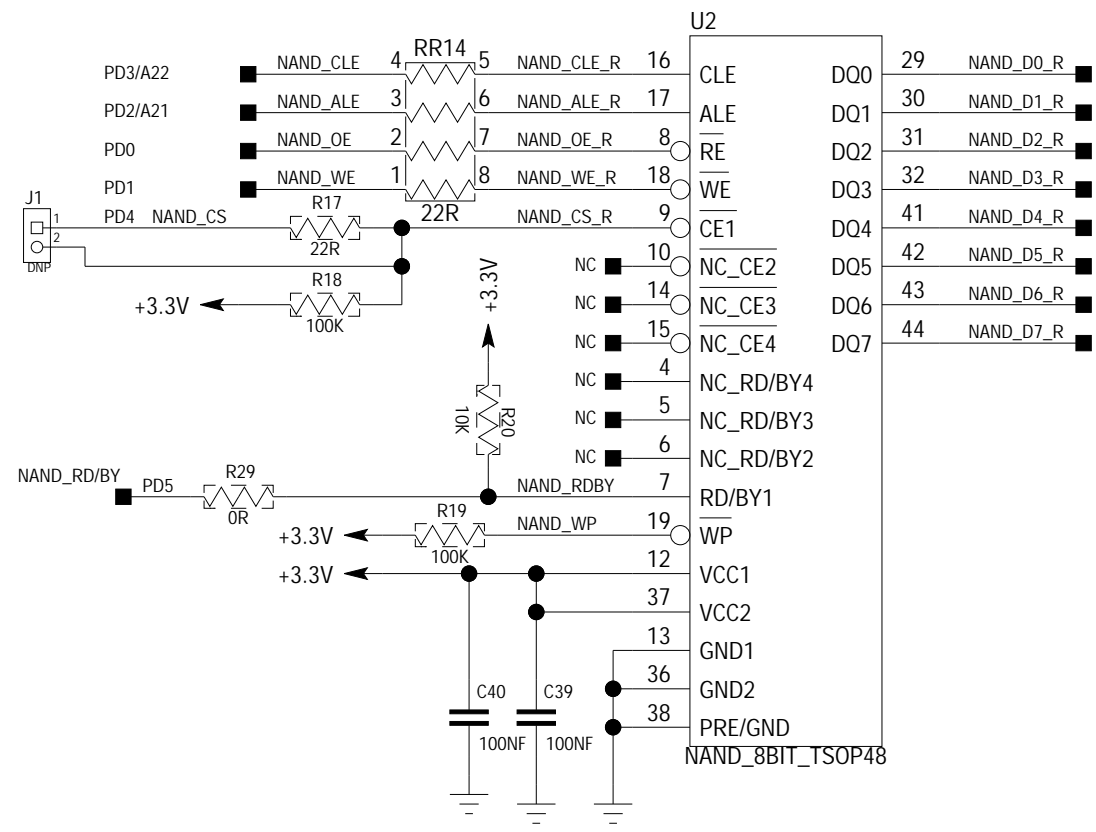 U2
RR14
PD3/A22 NAND_CLE 4 5 NAND_CLE_R 16 CLE DQ0 29 NAND_D0_R
PD2/A21 NAND_ALE 3 6 NAND_ALE_R 17 ALE DQ1 30 NAND_D1_R
PD0 NAND_OE 2 7 NAND_OE_R 8 RE DQ2 31 NAND_D2_R
PD1 NAND_WE 1 8 NAND_WE_R 18 WE DQ3 32 NAND_D3_R
22R
J1 R17
1 PD4 NAND_CS NAND_CS_R 9 CE1 DQ4 41 NAND_D4_R
22R
2
DNP
NC 10 NC_CE2 DQ5 42 NAND_D5_R
R18
+3.3V
100K
+3.3V
NC 14 NC_CE3 DQ6 43 NAND_D6_R
NC 15 NC_CE4 DQ7 44 NAND_D7_R
NC 4 NC_RD/BY4
R20
10K
NC 5 NC_RD/BY3
NC 6 NC_RD/BY2
NAND_RD/BY PD5 R29 NAND_RDBY 7 RD/BY1
0R
R19
+3.3V NAND_WP 19 WP
100K
+3.3V 12 VCC1
37 VCC2
13 GND1
36 GND2
C40 C39
38 PRE/GND
100NF 100NF
NAND_8BIT_TSOP48